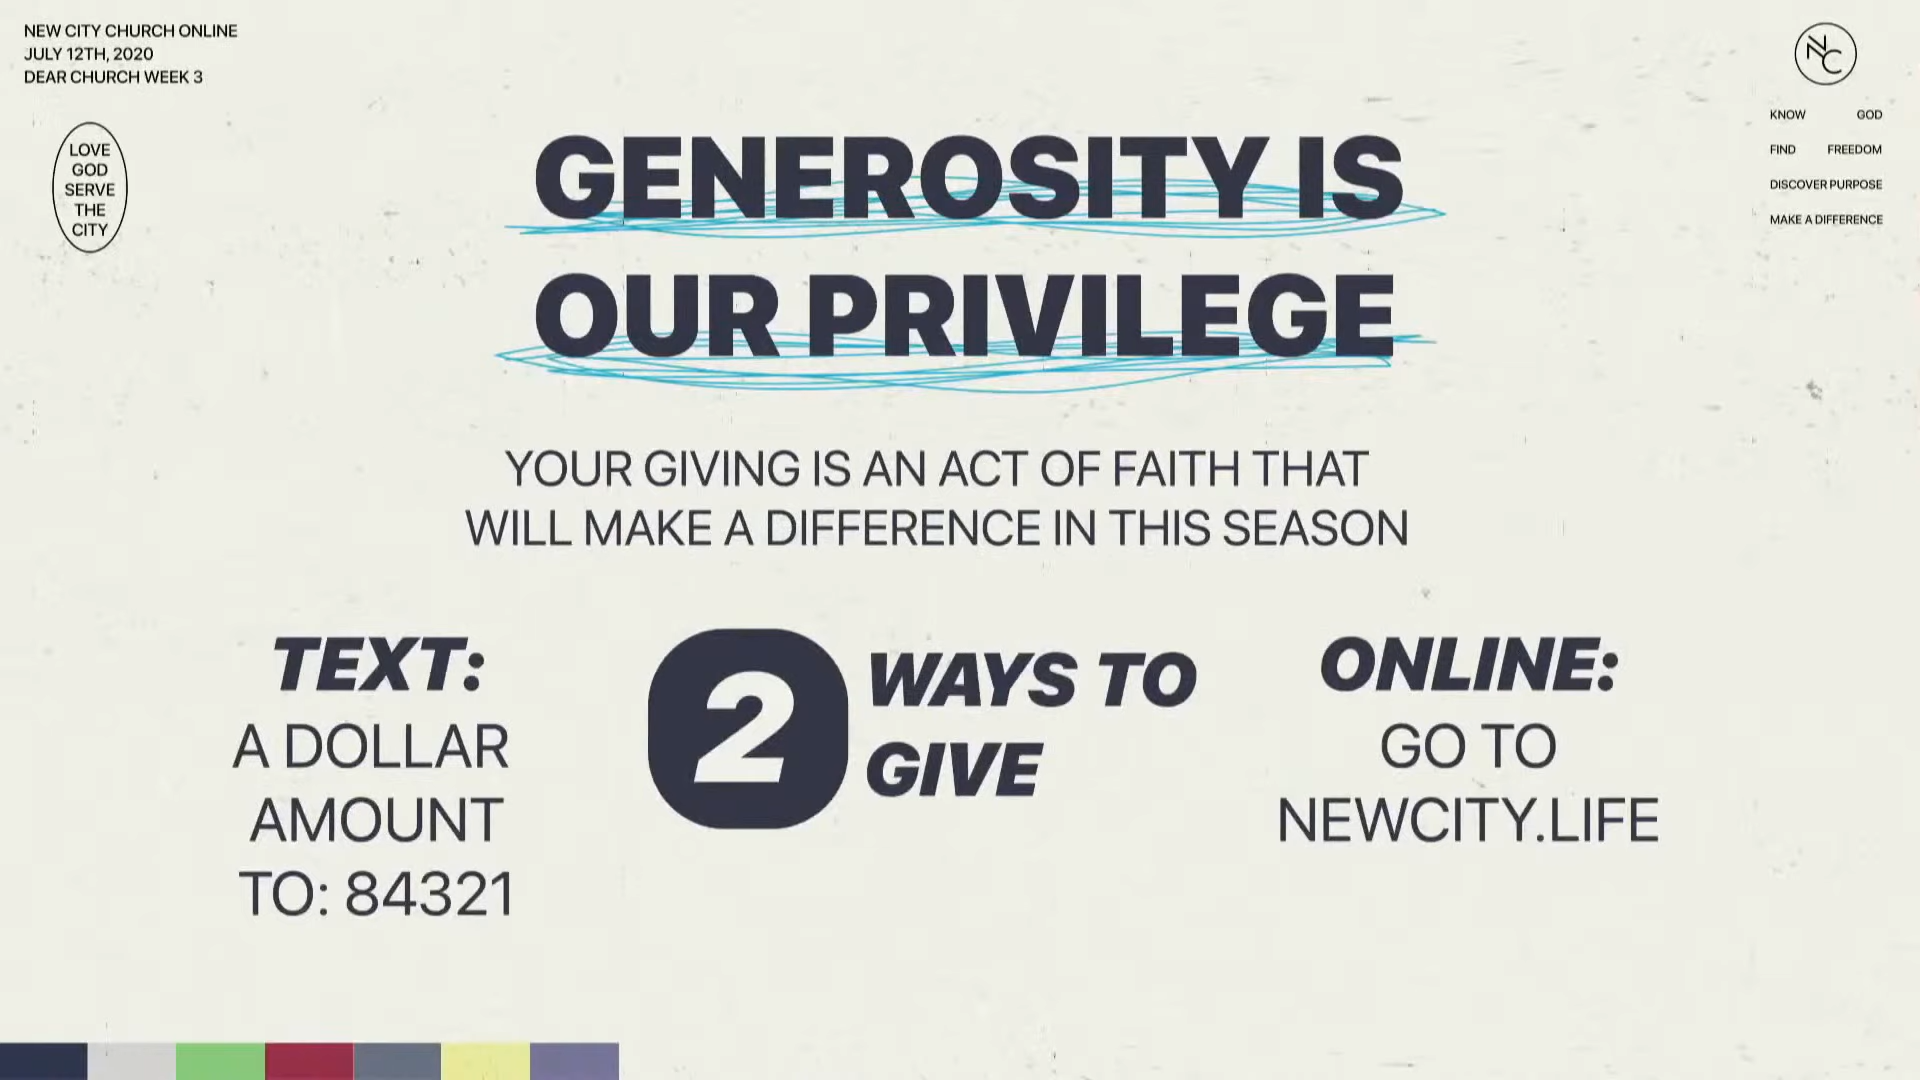 NEW CITY CHURCH ONLINE
JULY 12TH, 2020
DEAR CHURCH WEEK 3
LOVE
GOD
SERVE
THE
CITY
NC
KNOW GOD
FIND FREEDOM
DISCOVER PURPOSE
MAKE A DIFFERENCE
GENEROSITY IS
OUR PRIVILEGE
YOUR GIVING IS AN ACT OF FAITH THAT
WILL MAKE A DIFFERENCE IN THIS SEASON
TEXT:
A DOLLAR
AMOUNT
TO: 84321
2
WAYS TO
GIVE
ONLINE:
GO TO
NEWCITY.LIFE